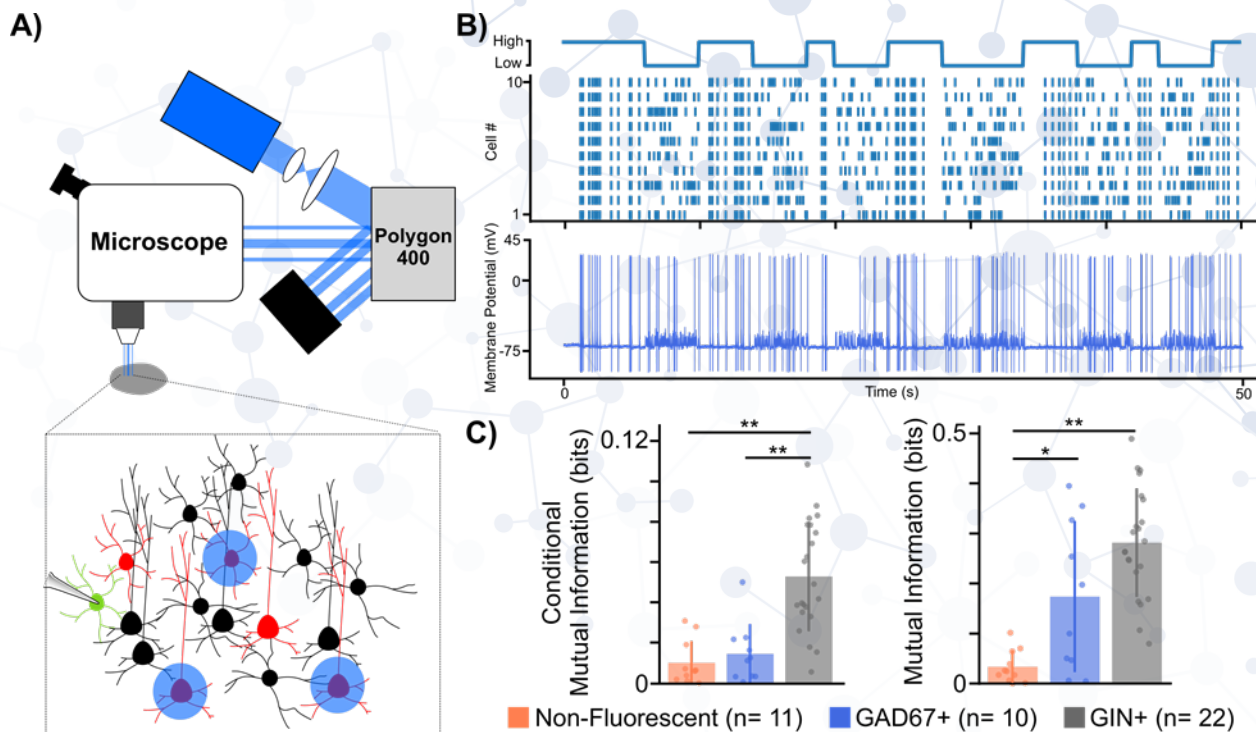 A)
Microscope
Polygon
400
B)
High
Low
10
Cell #
1
45
0
-75
Membrane Potential (mV)
0
Time (s)
50
C)
0.12
Conditional
Mutual Information (bits)
0
**
**
0.5
Mutual Information (bits)
0
**
*
Non-Fluorescent (n= 11)
GAD67+ (n= 10)
GIN+ (n= 22)